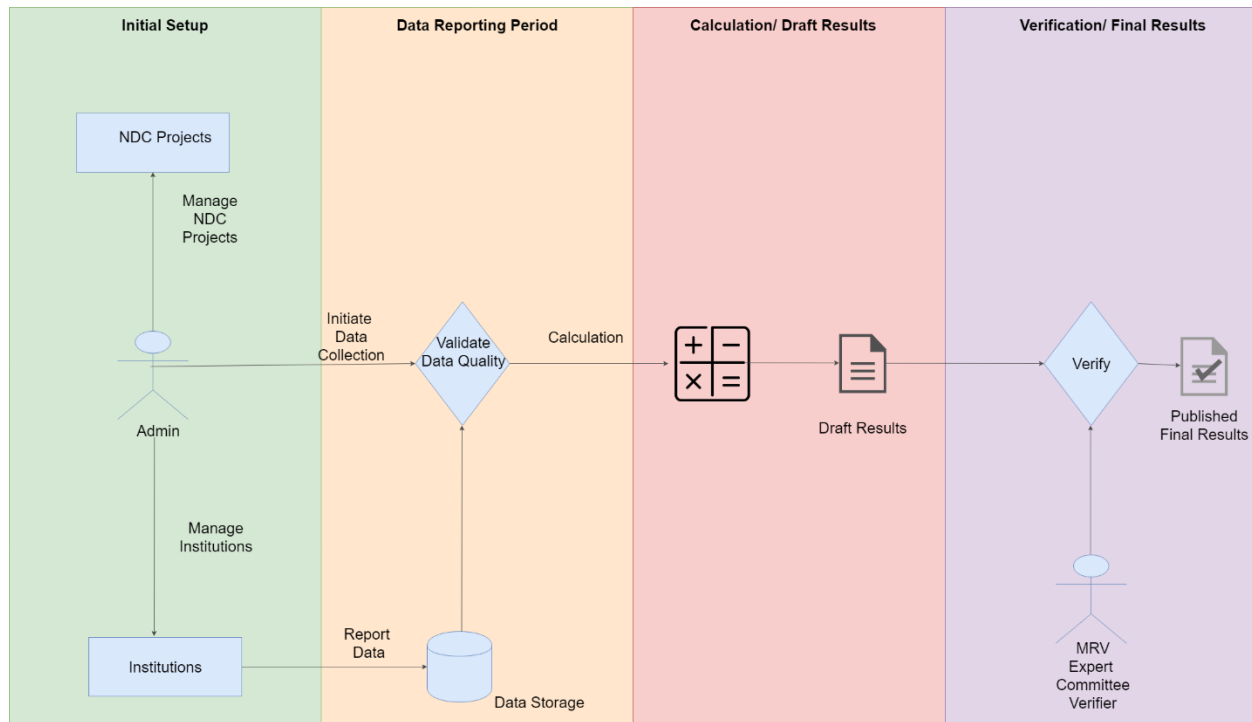 Initial Setup
Data Reporting Period
Calculation/ Draft Results
Verification/ Final Results
NDC Projects
Manage
NDC
Projects
Initiate
Data
Collection
Validate
Data Quality
Calculation
Verify
Admin
Draft Results
Published
Final Results
Manage
Institutions
Institutions
Report
Data
Data Storage
MRV
Expert
Committee
Verifier